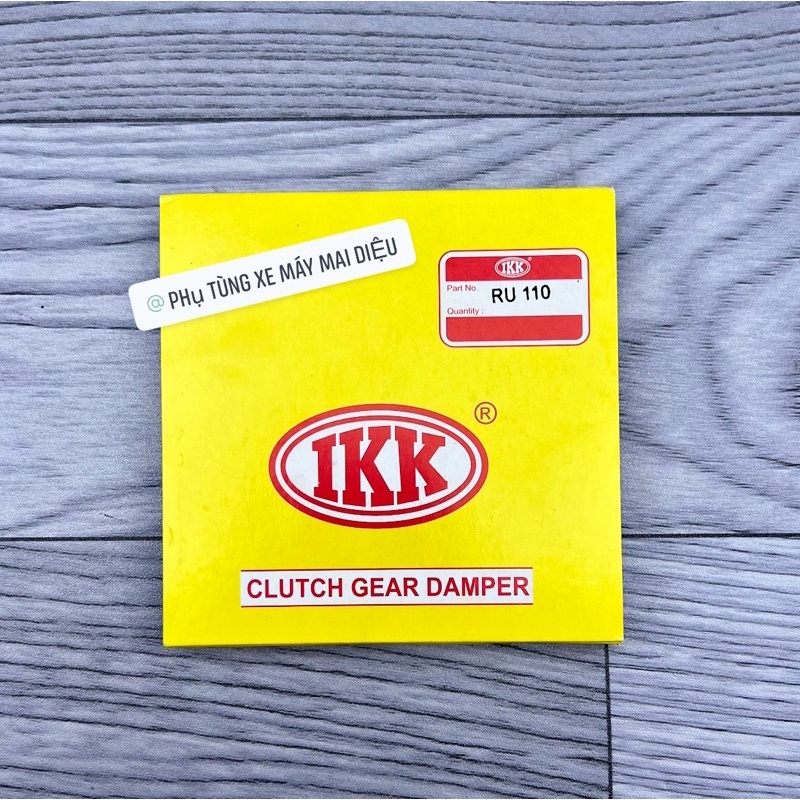 @ PHỤ TÙNG XE MÁY MAI DIỆU
IKK
Part No. RU 110
Quantity :
IKK ®
CLUTCH GEAR DAMPER